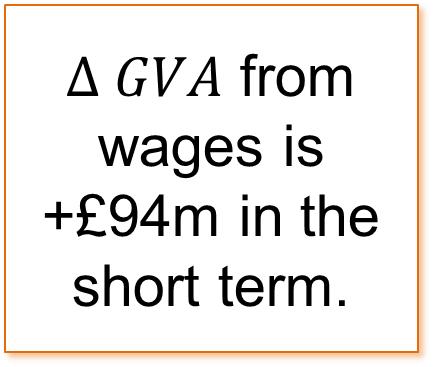 Δ GVA from
wages is
+£94m in the
short term.